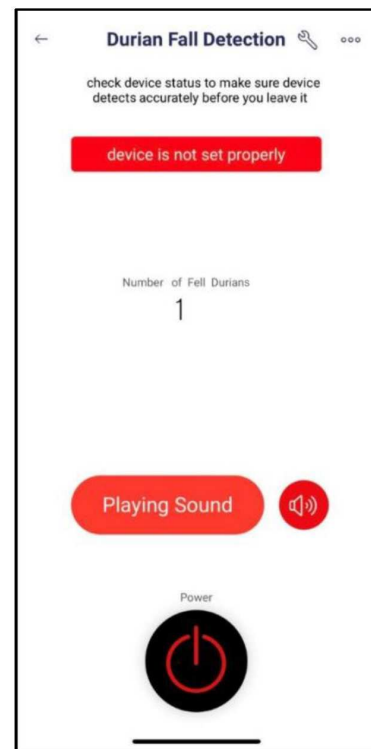 Durian Fall Detection
check device status to make sure device
detects accurately before you leave it
device is not set properly
Number of Fell Durians
1
Playing Sound
Power